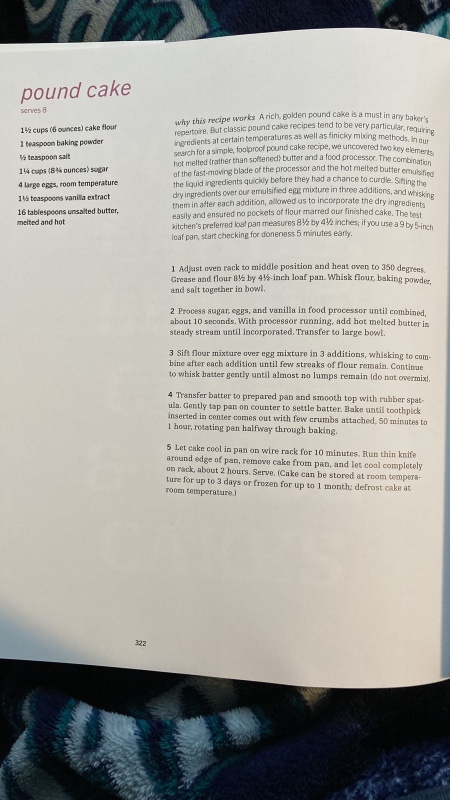 pound cake
serves 8
1½ cups (6 ounces) cake flour
1 teaspoon baking powder
½ teaspoon salt
1¼ cups (8¾ ounces) sugar
4 large eggs, room temperature
1½ teaspoons vanilla extract
16 tablespoons unsalted butter,
melted and hot
why this recipe works A rich, golden pound cake is a must in any baker's
repertoire. But classic pound cake recipes tend to be very particular, requiring
ingredients at certain temperatures as well as finicky mixing methods. In our
search for a simple, foolproof pound cake recipe, we uncovered two key elements:
hot melted (rather than softened) butter and a food processor. The combination
of the fast-moving blade of the processor and the hot melted butter emulsified
the liquid ingredients quickly before they had a chance to curdle. Sifting the
dry ingredients over our emulsified egg mixture in three additions, and whisking
them in after each addition, allowed us to incorporate the dry ingredients
easily and ensured no pockets of flour marred our finished cake. The test
kitchen's preferred loaf pan measures 8½ by 4½ inches; if you use a 9 by 5-inch
loaf pan, start checking for doneness 5 minutes early.
1 Adjust oven rack to middle position and heat oven to 350 degrees.
Grease and flour 8½ by 4½-inch loaf pan. Whisk flour, baking powder,
and salt together in bowl.
2 Process sugar, eggs, and vanilla in food processor until combined,
about 10 seconds. With processor running, add hot melted butter in
steady stream until incorporated. Transfer to large bowl.
3 Sift flour mixture over egg mixture in 3 additions, whisking to com-
bine after each addition until few streaks of flour remain. Continue
to whisk batter gently until almost no lumps remain (do not overmix).
4 Transfer batter to prepared pan and smooth top with rubber spat-
ula. Gently tap pan on counter to settle batter. Bake until toothpick
inserted in center comes out with few crumbs attached, 50 minutes to
1 hour, rotating pan halfway through baking.
5 Let cake cool in pan on wire rack for 10 minutes. Run thin knife
around edge of pan, remove cake from pan, and let cool completely
on rack, about 2 hours. Serve. (Cake can be stored at room tempera-
ture for up to 3 days or frozen for up to 1 month; defrost cake at
room temperature.)
CAKES
322